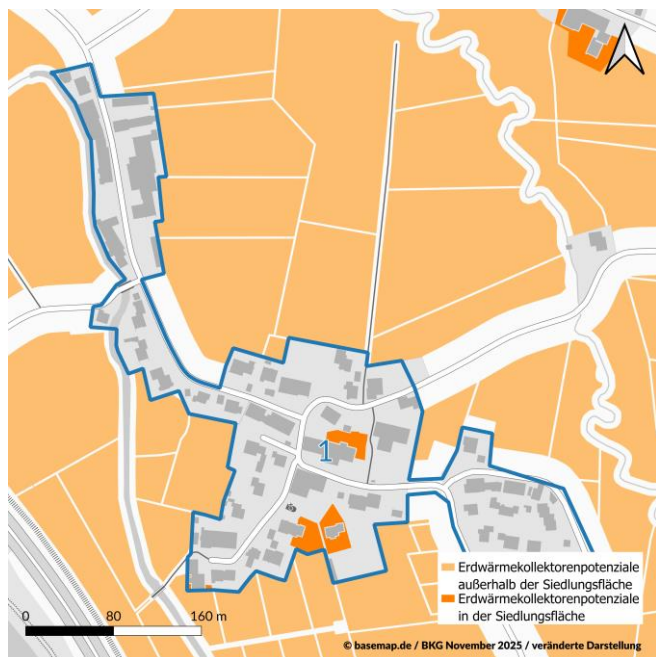 1
Erdwärmekollektorenpotenziale
außerhalb der Siedlungsfläche
Erdwärmekollektorenpotenziale
in der Siedlungsfläche
0 80 160 m
© basemap.de / BKG November 2025 / veränderte Darstellung